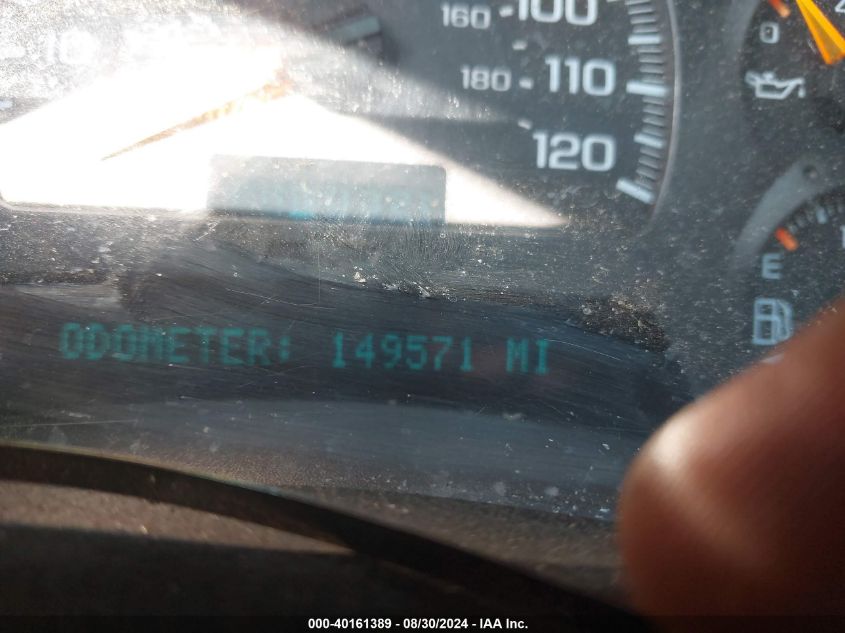 160 100
0
180 110
120
E
ODOMETER: 149571 MI
000-40161389 - 08/30/2024 - IAA Inc.